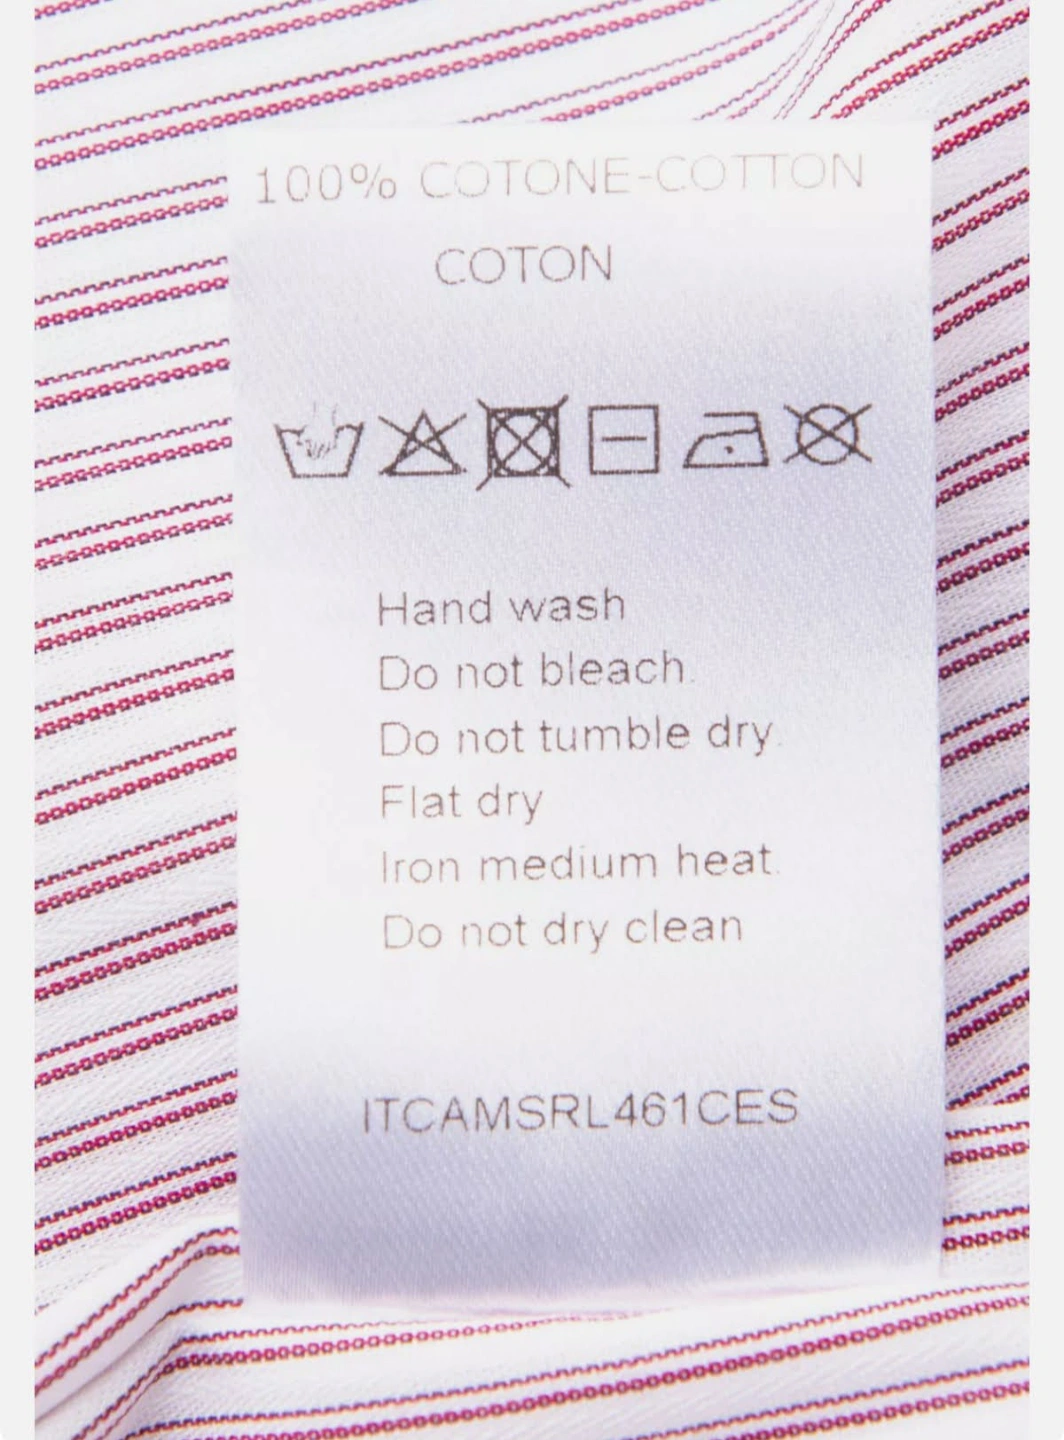 100% COTONE-COTTON
COTON
Hand wash
Do not bleach.
Do not tumble dry.
Flat dry
Iron medium heat.
Do not dry clean
ITCAMSRL461CES